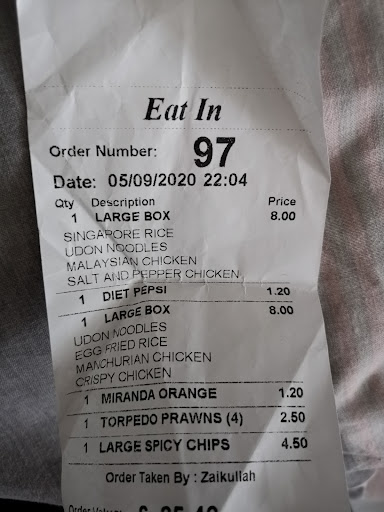 Eat In
Order Number: 97
Date: 05/09/2020 22:04
Qty Description Price
1 LARGE BOX 8.00
SINGAPORE RICE
UDON NOODLES
MALAYSIAN CHICKEN
SALT AND PEPPER CHICKEN
1 DIET PEPSI 1.20
1 LARGE BOX 8.00
UDON NOODLES
EGG FRIED RICE
MANCHURIAN CHICKEN
CRISPY CHICKEN
1 MIRANDA ORANGE 1.20
1 TORPEDO PRAWNS (4) 2.50
1 LARGE SPICY CHIPS 4.50
Order Taken By : Zaikullah
Order Value: